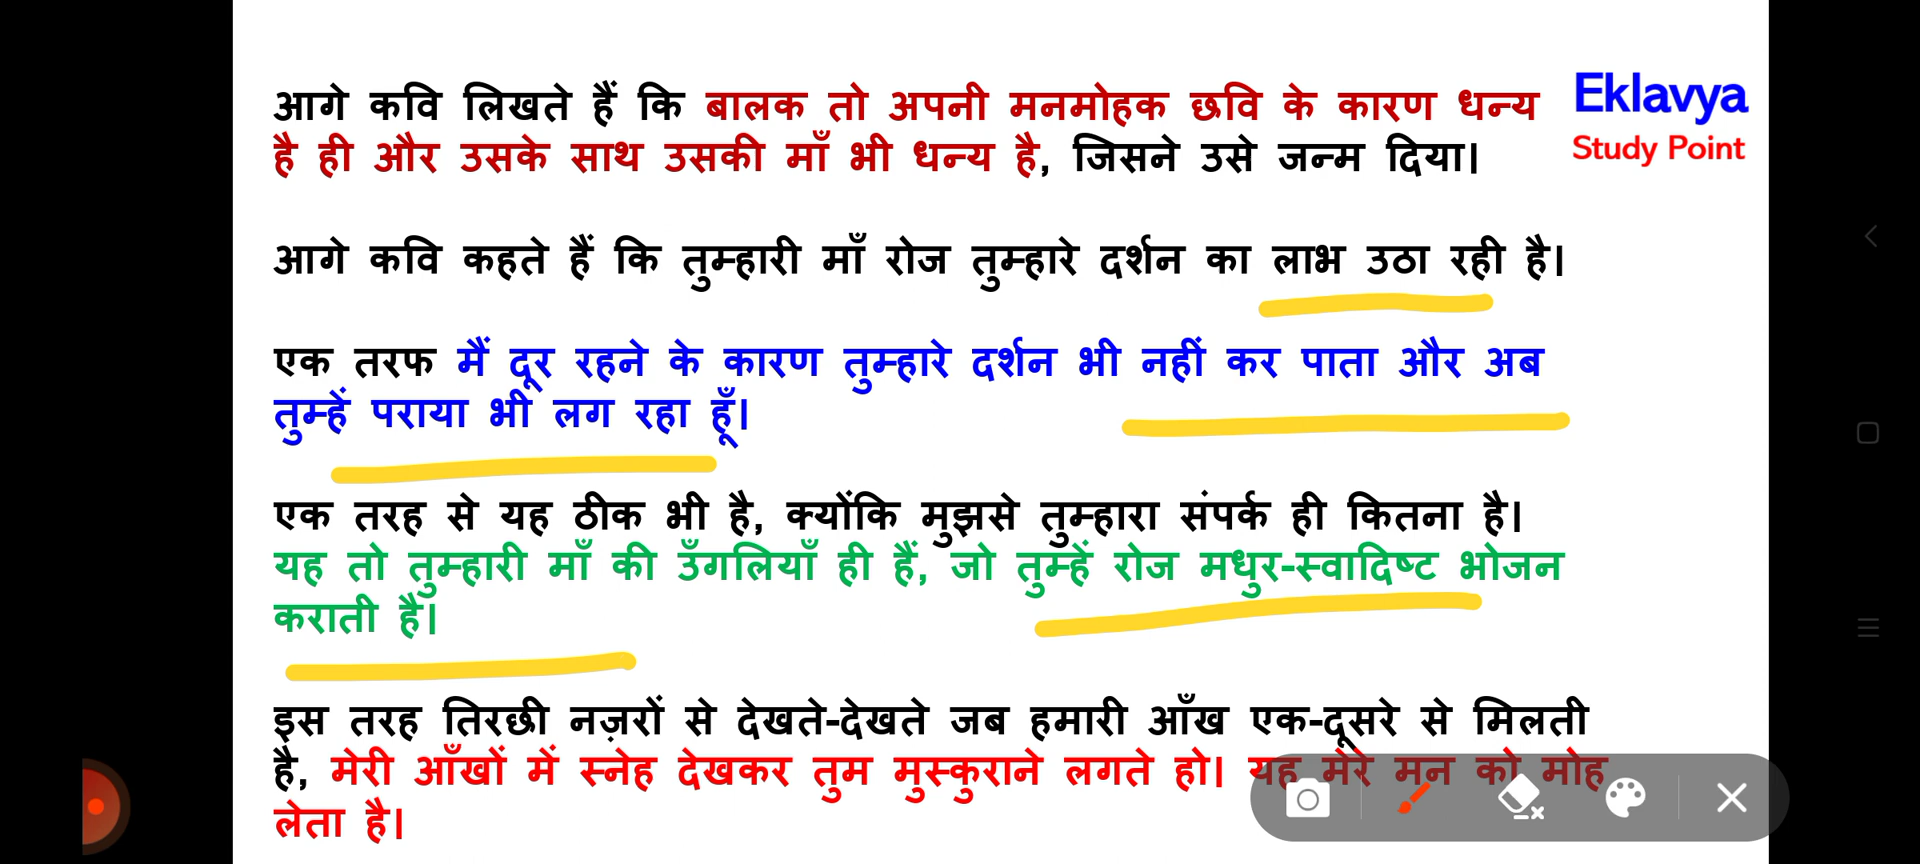 आगे कवि लिखते हैं कि बालक तो अपनी मनमोहक छवि के कारण धन्य
है ही और उसके साथ उसकी माँ भी धन्य है, जिसने उसे जन्म दिया।
Eklavya
Study Point
आगे कवि कहते हैं कि तुम्हारी माँ रोज तुम्हारे दर्शन का लाभ उठा रही है।
एक तरफ मैं दूर रहने के कारण तुम्हारे दर्शन भी नहीं कर पाता और अब
तुम्हें पराया भी लग रहा हूँ।
एक तरह से यह ठीक भी है, क्योंकि मुझसे तुम्हारा संपर्क ही कितना है।
यह तो तुम्हारी माँ की उँगलियाँ ही हैं, जो तुम्हें रोज मधुर-स्वादिष्ट भोजन
कराती है।
इस तरह तिरछी नज़रों से देखते-देखते जब हमारी आँख एक-दूसरे से मिलती
है, मेरी आँखों में स्नेह देखकर तुम मुस्कुराने लगते हो। यह मेरे मन को मोह
लेता है।